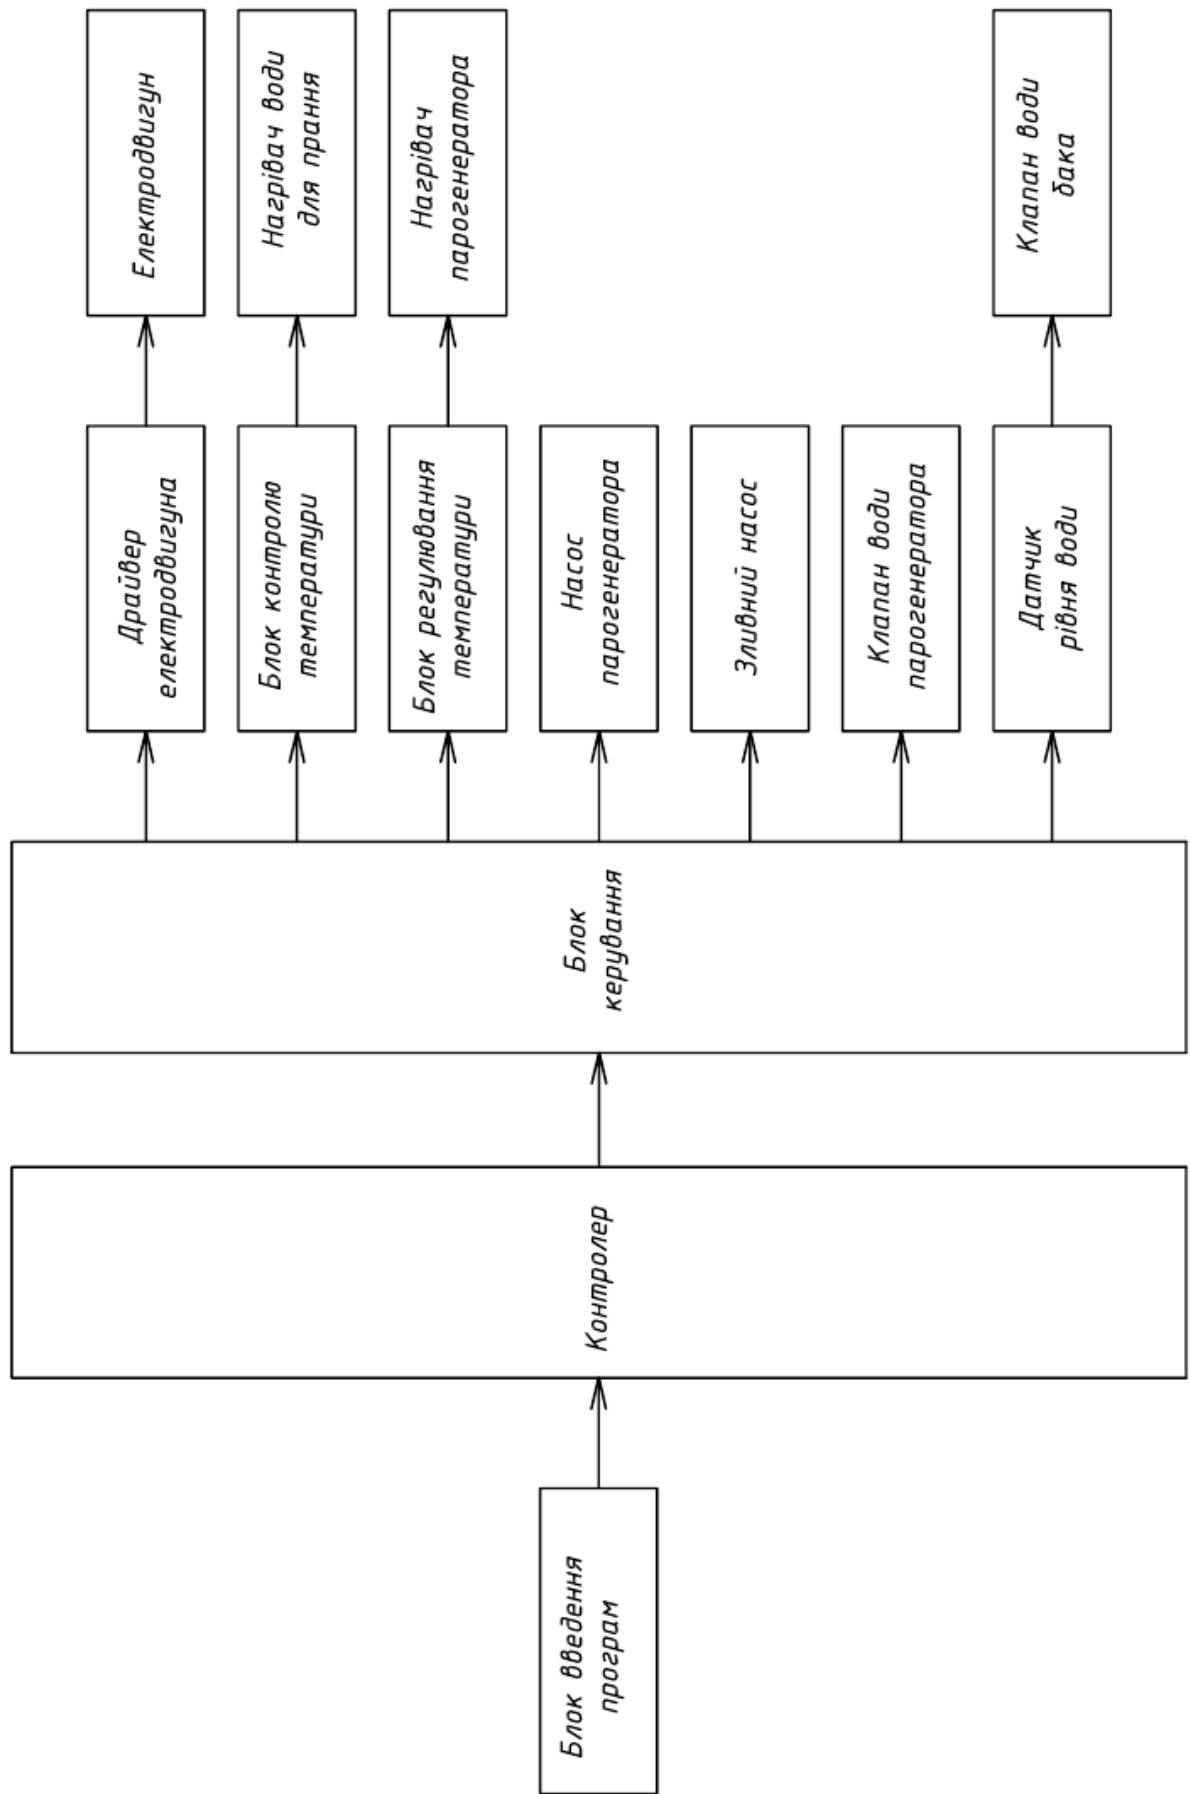 Електродвигун
Нагрівач води
для прання
Нагрівач
парогенератора
Клапан води
бака
Драйвер
електродвигуна
Блок контролю
температури
Блок регулювання
температури
Насос
парогенератора
Зливний насос
Клапан води
парогенератора
Датчик
рівня води
Блок
керування
Контролер
Блок введення
програм